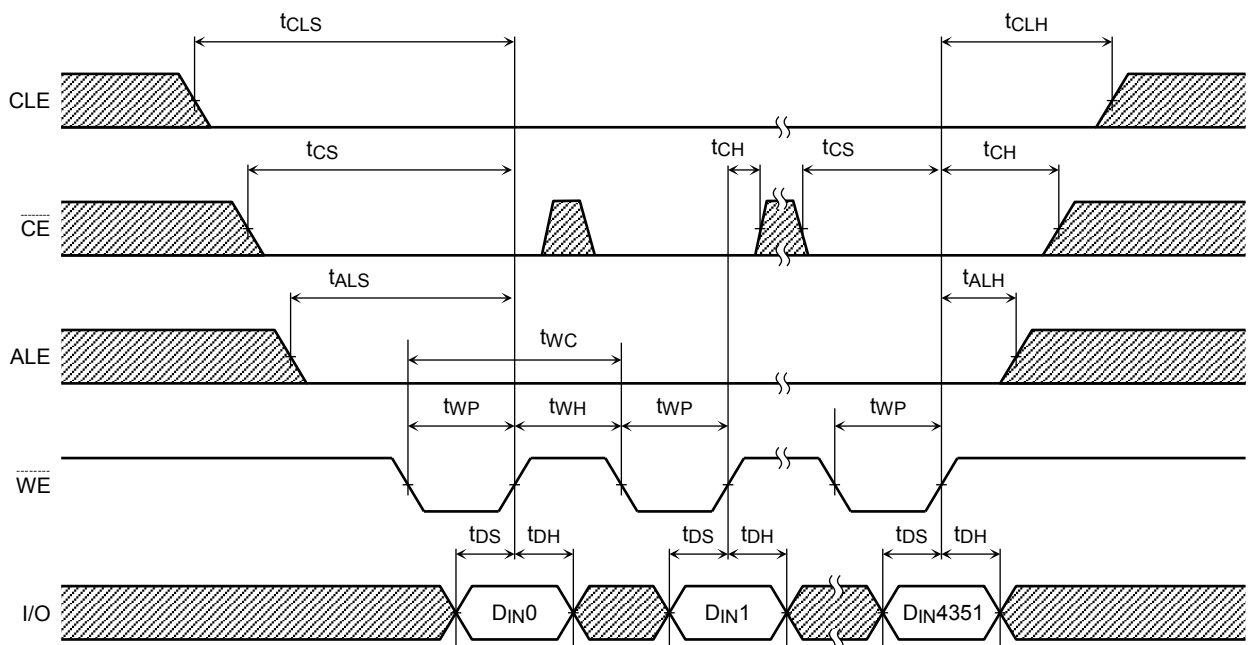 tCLS tCLH
CLE
tCS tCH tCS tCH
CE
tALS tALH
tWC
ALE
tWP tWH tWP tWP
WE
tDS tDH tDS tDH tDS tDH
I/O DIN0 DIN1 DIN4351